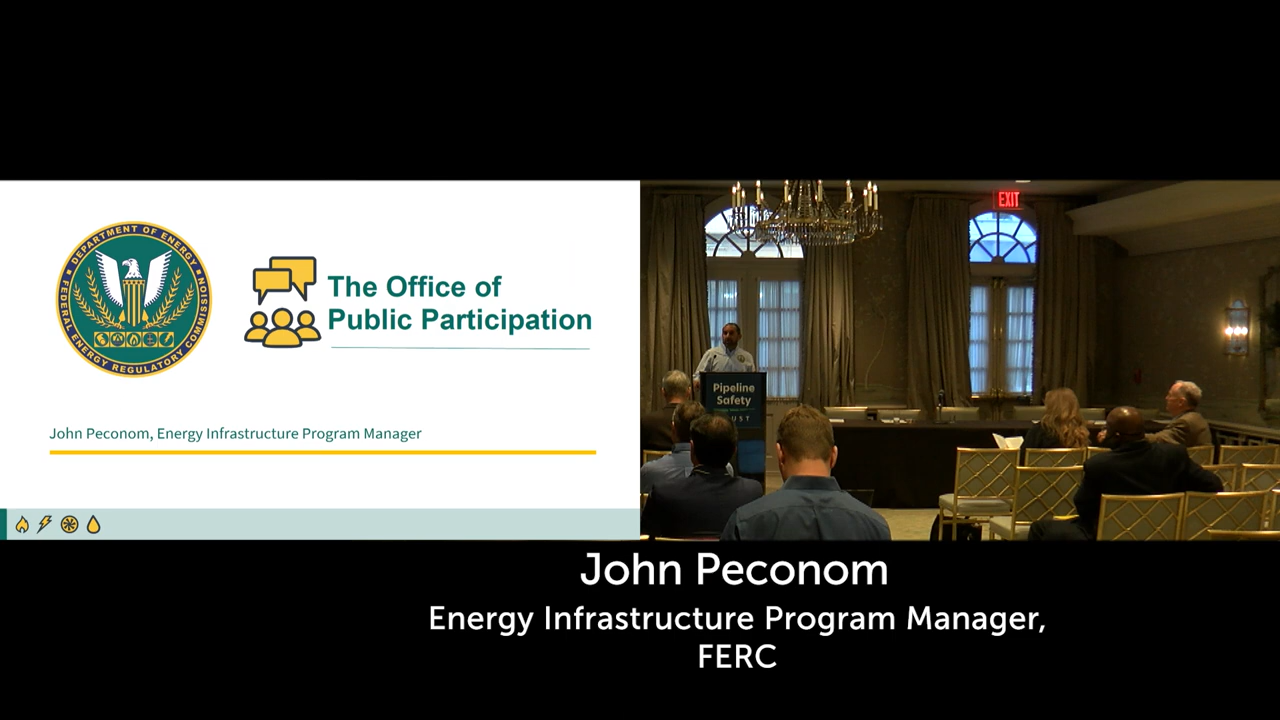 DEPARTMENT OF ENERGY
FEDERAL ENERGY REGULATORY COMMISSION
The Office of
Public Participation
John Peconom, Energy Infrastructure Program Manager
EXIT
Pipeline
Safety
John Peconom
Energy Infrastructure Program Manager,
FERC